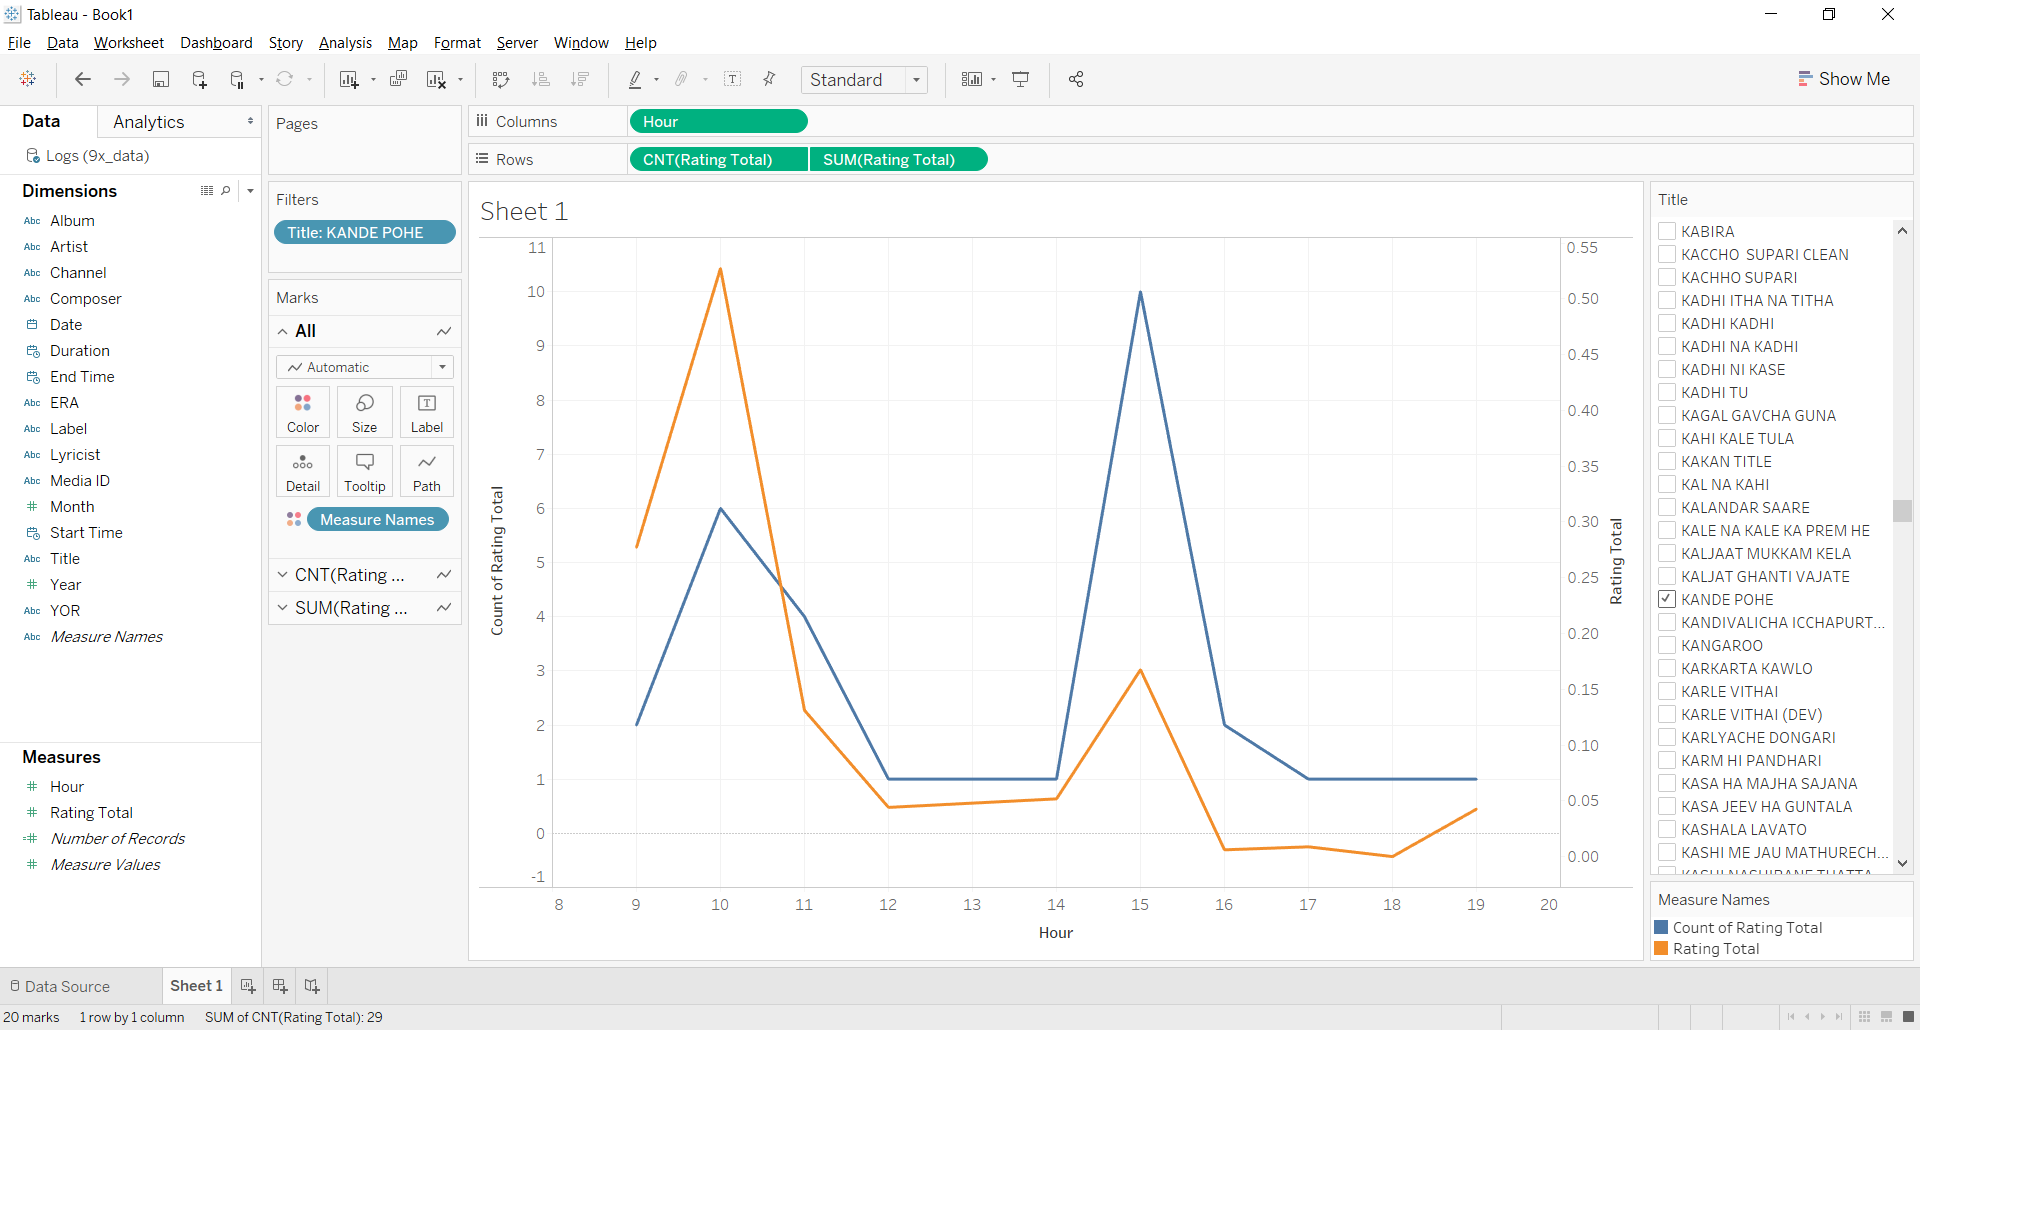 Tableau - Book1
File Data Worksheet Dashboard Story Analysis Map Format Server Window Help
Standard
Show Me
Data
Analytics
Logs (9x_data)
Dimensions
Abc Album
Abc Artist
Abc Channel
Abc Composer
Date
Duration
End Time
Abc ERA
Abc Label
Abc Lyricist
Abc Media ID
# Month
Start Time
Abc Title
# Year
Abc YOR
Abc Measure Names
Measures
# Hour
# Rating Total
=# Number of Records
# Measure Values
Pages
Filters
Title: KANDE POHE
Marks
All
Automatic
Color Size Label
Detail Tooltip Path
Measure Names
CNT(Rating ...
SUM(Rating ...
Columns
Hour
Rows
CNT(Rating Total) SUM(Rating Total)
Sheet 1
11
10
9
8
7
6
5
4
3
2
1
0
-1
Count of Rating Total
0.55
0.50
0.45
0.40
0.35
0.30
0.25
0.20
0.15
0.10
0.05
0.00
Rating Total
8 9 10 11 12 13 14 15 16 17 18 19 20
Hour
Title
KABIRA
KACCHO  SUPARI CLEAN
KACHHO SUPARI
KADHI ITHA NA TITHA
KADHI KADHI
KADHI NA KADHI
KADHI NI KASE
KADHI TU
KAGAL GAVCHA GUNA
KAHI KALE TULA
KAKAN TITLE
KAL NA KAHI
KALANDAR SAARE
KALE NA KALE KA PREM HE
KALJAAT MUKKAM KELA
KALJAT GHANTI VAJATE
KANDE POHE
KANDIVALICHA ICCHAPURT...
KANGAROO
KARKARTA KAWLO
KARLE VITHAI
KARLE VITHAI (DEV)
KARLYACHE DONGARI
KARM HI PANDHARI
KASA HA MAJHA SAJANA
KASA JEEV HA GUNTALA
KASHALA LAVATO
KASHI ME JAU MATHURECH...
Measure Names
Count of Rating Total
Rating Total
Data Source
Sheet 1
20 marks 1 row by 1 column SUM of CNT(Rating Total): 29